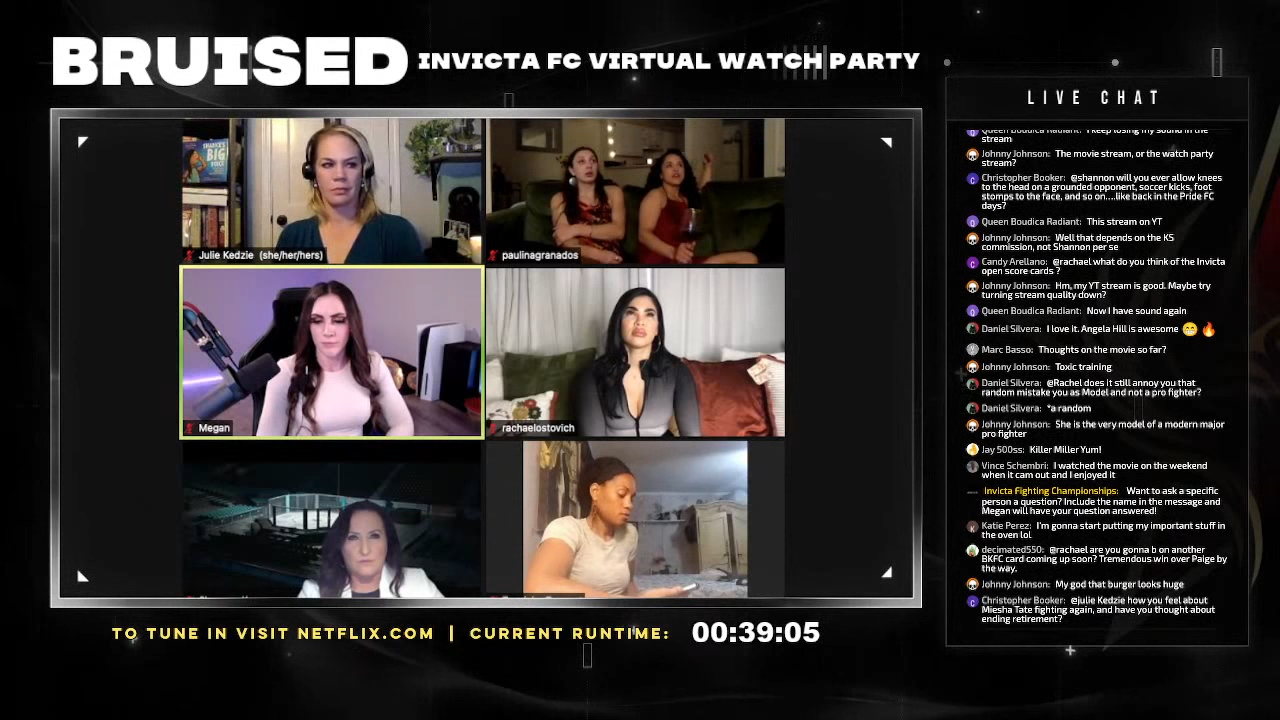 BRUISED INVICTA FC VIRTUAL WATCH PARTY
LIVE CHAT
BIG
Julie Kedzie (she/her/hers)
paulinagranados
Megan
rachaelostovich
TO TUNE IN VISIT NETFLIX.COM | CURRENT RUNTIME: 00:39:05
Queen Boudica Radiant: I keep losing my sound in the
stream
Johnny Johnson: The movie stream, or the watch party
stream?
Christopher Booker: @shannon will you ever allow knees
to the head on a grounded opponent, soccer kicks, foot
stomps to the face, and so on....like back in the Pride FC
days?
Queen Boudica Radiant: This stream on YT
Johnny Johnson: Well that depends on the KS
commission, not Shannon per se
Candy Arellano: @rachael what do you think of the Invicta
open score cards ?
Johnny Johnson: Hm, my YT stream is good. Maybe try
turning stream quality down?
Queen Boudica Radiant: Now I have sound again
Daniel Silvera: I love it. Angela Hill is awesome 😁🔥
Marc Basso: Thoughts on the movie so far?
Johnny Johnson: Toxic training
Daniel Silvera: @Rachel does it still annoy you that
random mistake you as Model and not a pro fighter?
Daniel Silvera: *a random
Johnny Johnson: She is the very model of a modern major
pro fighter
Jay 500ss: Killer Miller Yum!
Vince Schembri: I watched the movie on the weekend
when it cam out and I enjoyed it
Invicta Fighting Championships: Want to ask a specific
person a question? Include the name in the message and
Megan will have your question answered!
Katie Perez: I'm gonna start putting my important stuff in
the oven lol
decimated550: @rachael are you gonna b on another
BKFC card coming up soon? Tremendous win over Paige by
the way.
Johnny Johnson: My god that burger looks huge
Christopher Booker: @julie Kedzie how you feel about
Miesha Tate fighting again, and have you thought about
ending retirement?